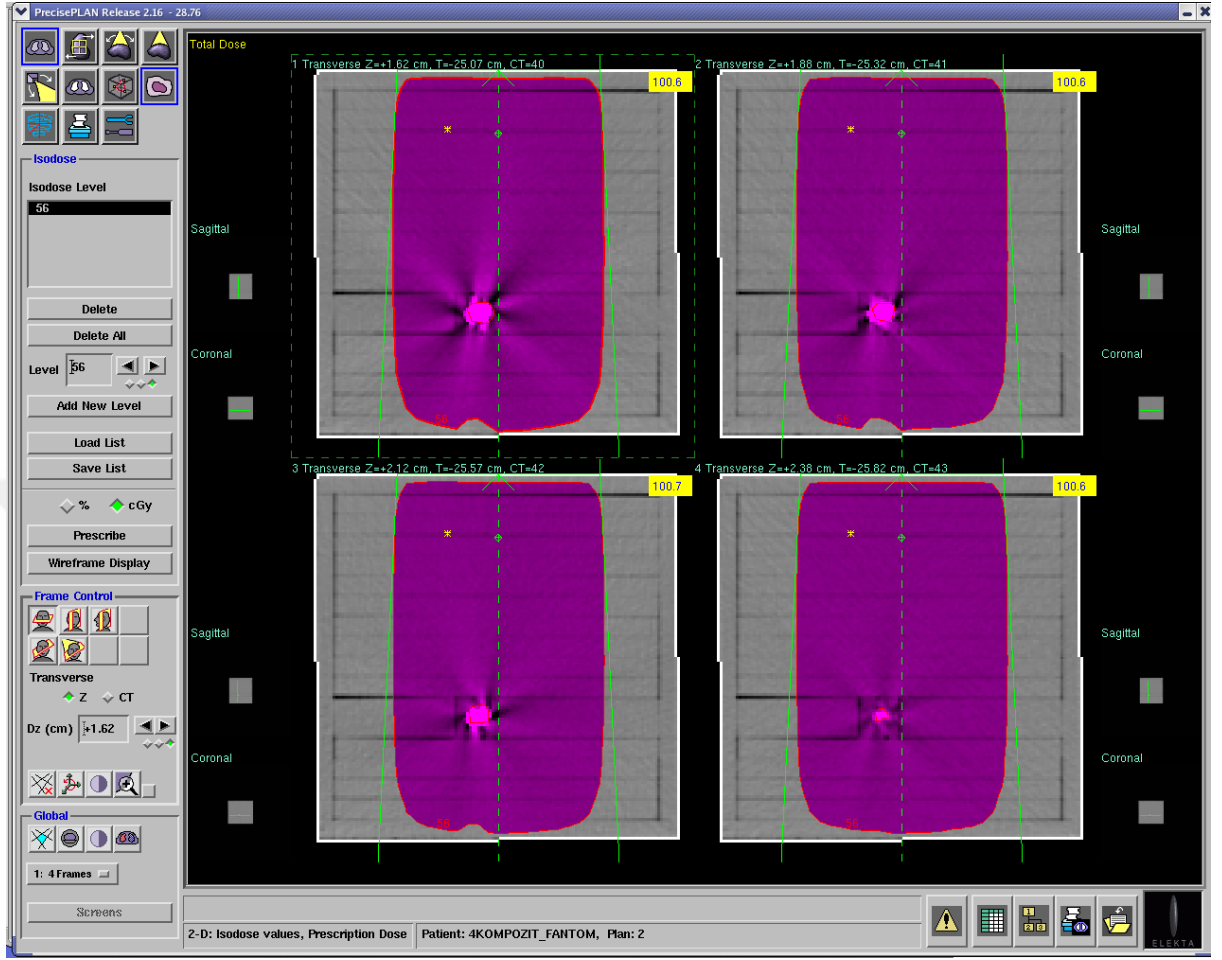 PrecisePLAN Release 2.16 - 28.76
Total Dose
1 Transverse Z=+1.62 cm, T=-25.07 cm, CT=40
2 Transverse Z=+1.88 cm, T=-25.32 cm, CT=41
100.6
100.6
Isodose
Isodose Level
56
Sagittal
Sagittal
Delete
Delete All
Level 56
Coronal
Coronal
Add New Level
56
56
Load List
Save List
3 Transverse Z=+2.12 cm, T=-25.57 cm, CT=42
4 Transverse Z=+2.38 cm, T=-25.82 cm, CT=43
100.7
100.6
% cGy
Prescribe
Wireframe Display
Frame Control
Sagittal
Sagittal
Transverse
Z CT
Dz (cm) +1.62
Coronal
Coronal
Global
56
56
1: 4 Frames
Screens
2-D: Isodose values, Prescription Dose
Patient: 4KOMPOZIT_FANTOM, Plan: 2
ELEKTA